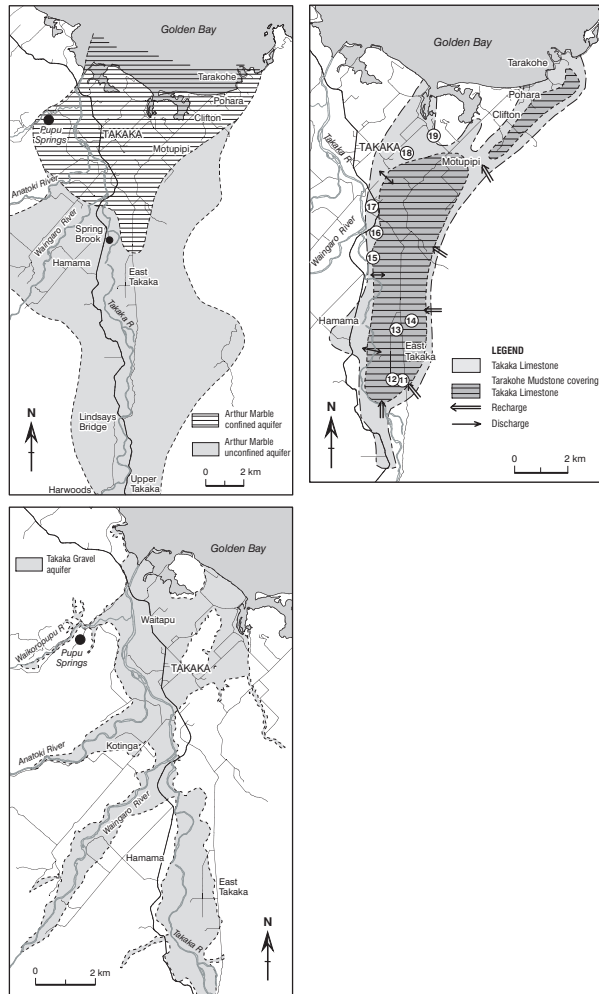 Golden Bay
Tarakohe
Pohara
Clifton
Pupu
Springs
TAKAKA
Motupipi
Anatoki River
Waingaro River
Spring
Brook
Hamama
East
Takaka
Takaka R.
Lindsays
Bridge
N
Arthur Marble
confined aquifer
Arthur Marble
unconfined aquifer
0 2 km
Harwoods
Upper
Takaka
Golden Bay
Tarakohe
Pohara
Clifton
19
TAKAKA
18
Motupipi
Takaka R.
17
Waingaro River
16
15
Hamama
14
13
East
Takaka
12
11
LEGEND
Takaka Limestone
Tarakohe Mudstone covering
Takaka Limestone
Recharge
Discharge
N
0 2 km
Golden Bay
Takaka Gravel
aquifer
Waitapu
Waikoropupu R.
Pupu
Springs
TAKAKA
Anatoki River
Kotinga
Waingaro River
Hamama
East
Takaka
Takaka R.
N
0 2 km